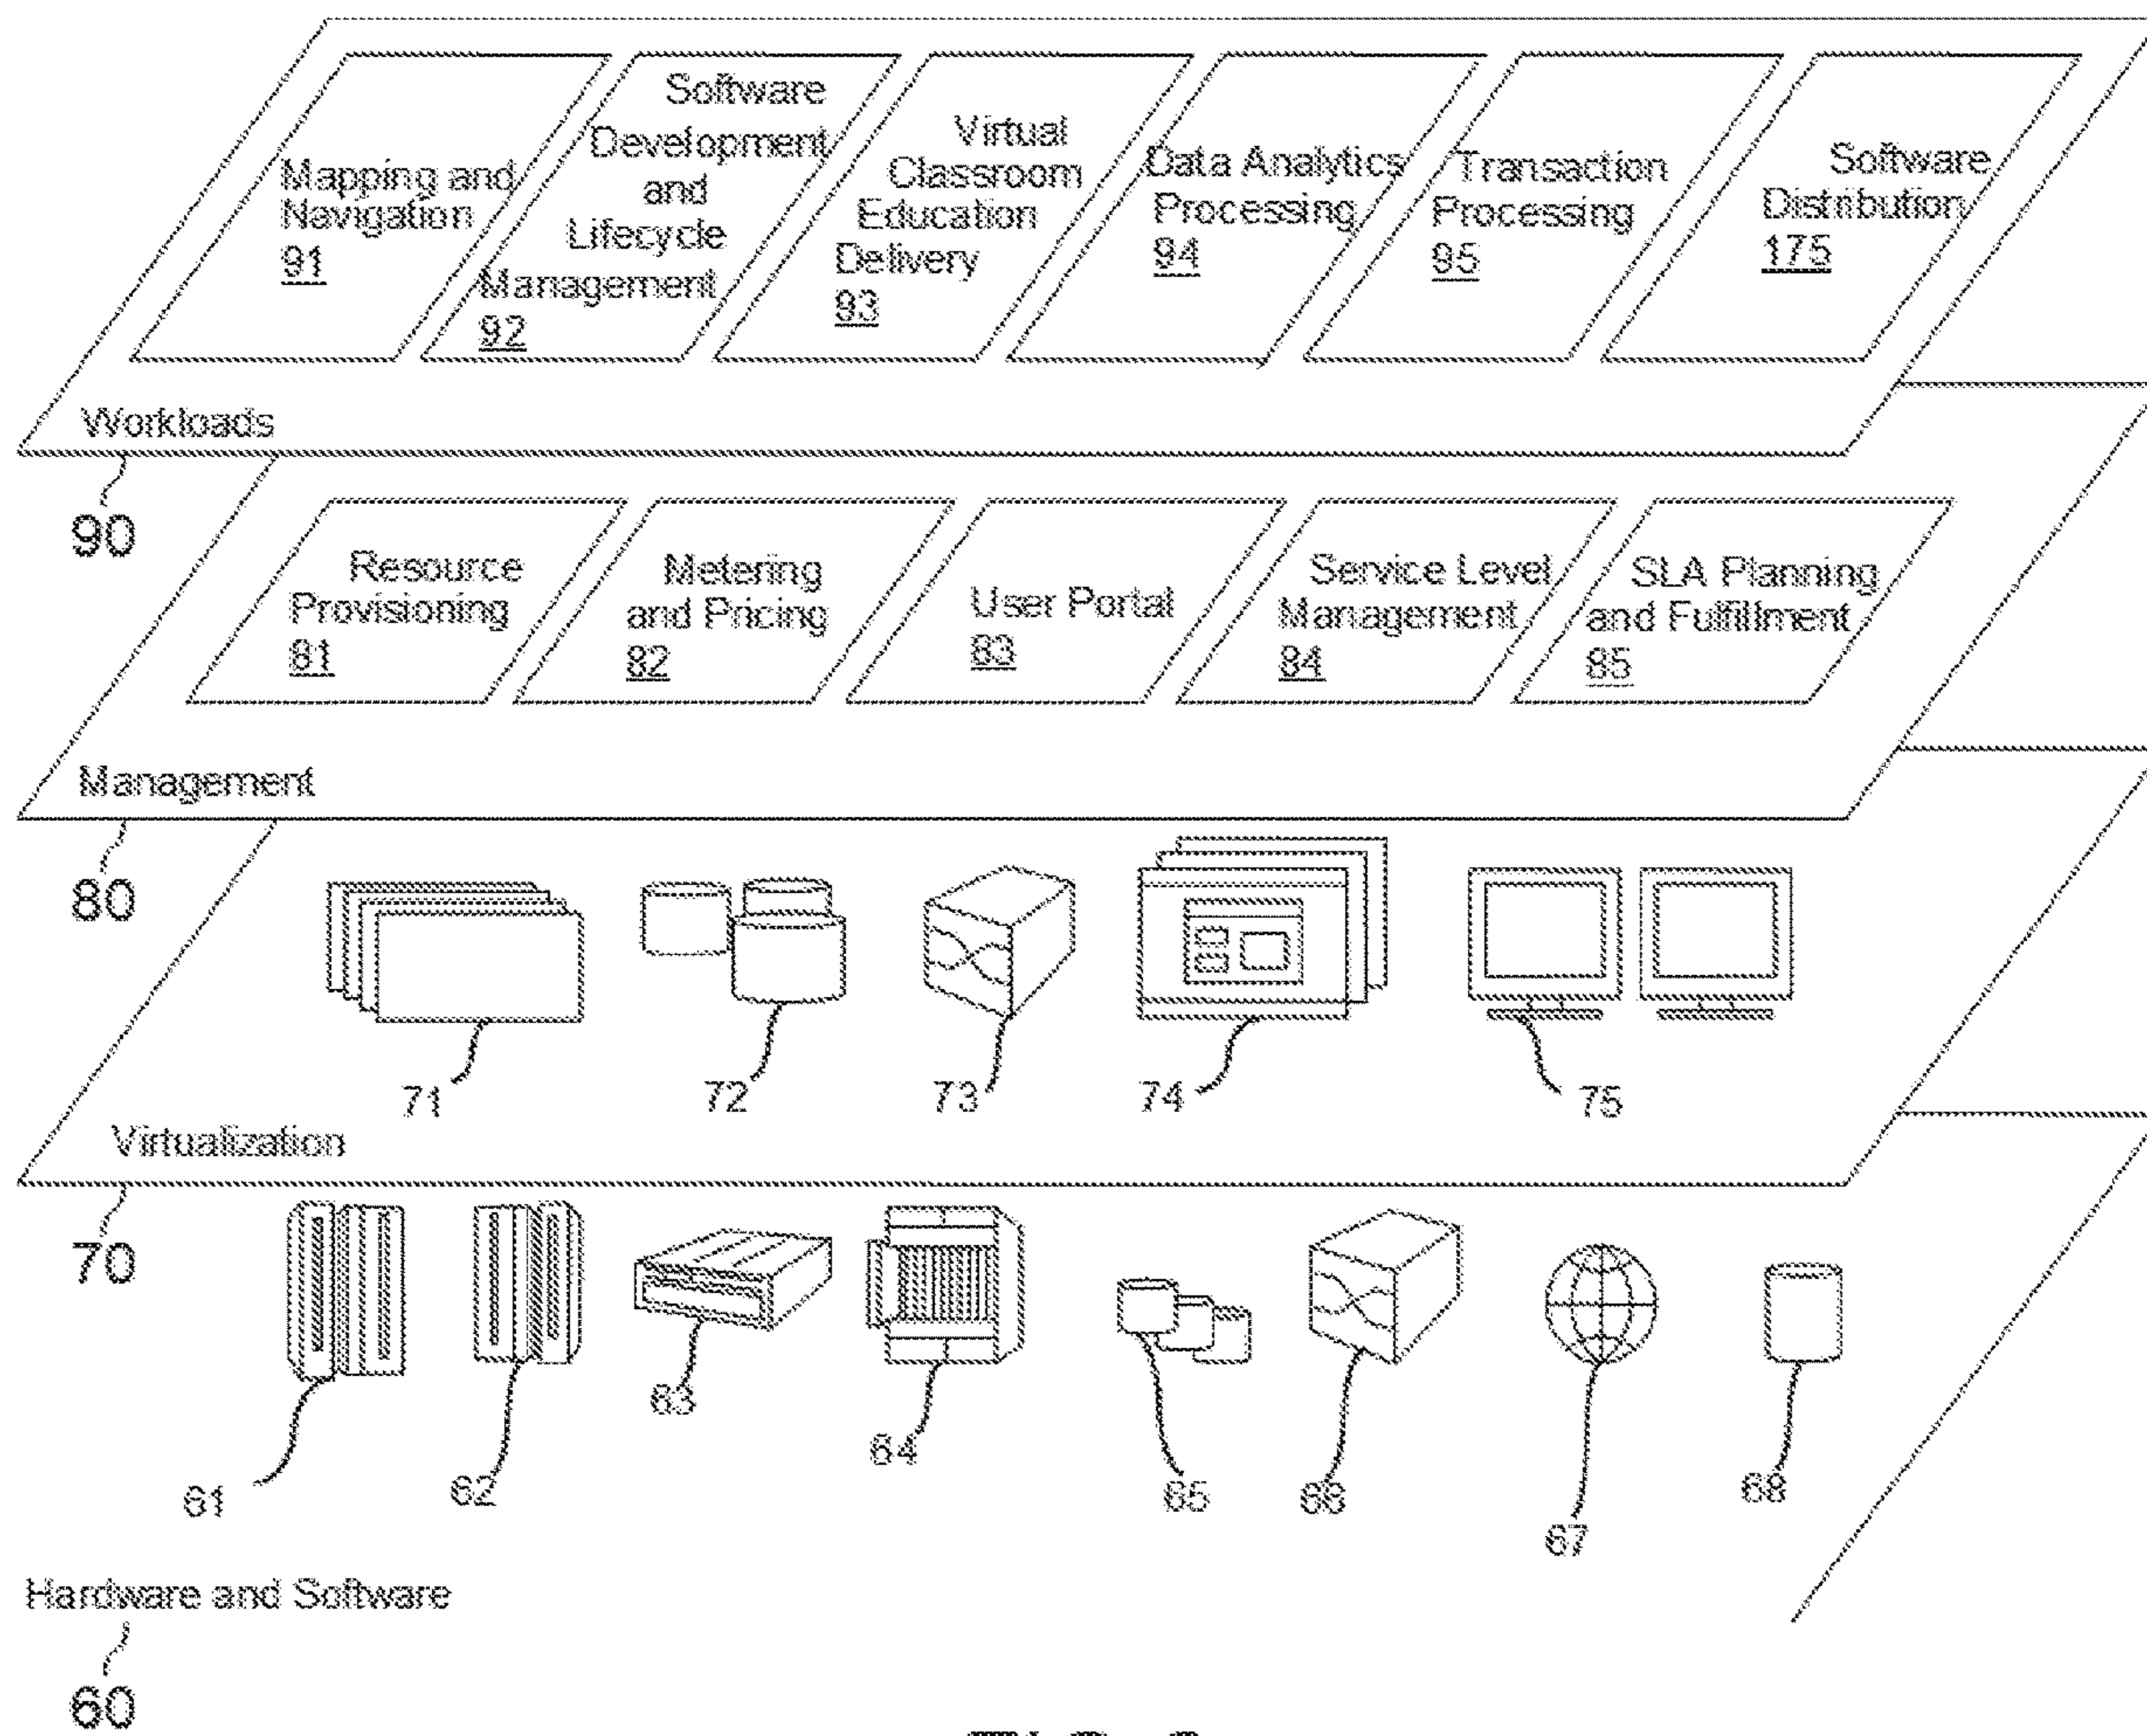 Mapping and
Navigation
91
Software
Development
and
Lifecycle
Management
92
Virtual
Classroom
Education
Delivery
93
Data Analytics
Processing
94
Transaction
Processing
95
Software
Distribution
175
Workloads
90
Resource
Provisioning
81
Metering
and Pricing
82
User Portal
83
Service Level
Management
84
SLA Planning
and Fulfillment
85
Management
80
71
72
73
74
75
Virtualization
70
61
62
63
64
65
66
67
68
Hardware and Software
60